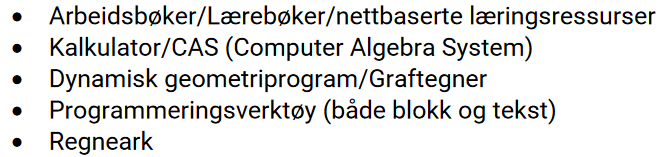 • Arbeidsbøker/Lærebøker/nettbaserte læringsressurser
• Kalkulator/CAS (Computer Algebra System)
• Dynamisk geometriprogram/Graftegner
• Programmeringsverktøy (både blokk og tekst)
• Regneark